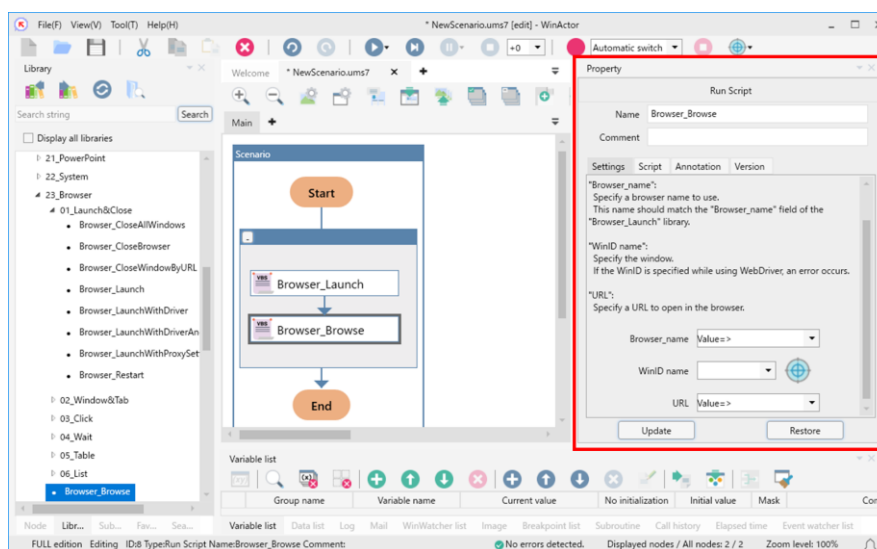 File(F) View(V) Tool(T) Help(H)
* NewScenario.ums7 [edit] - WinActor
+0
Automatic switch
Library
Search string
Search
Display all libraries
21_PowerPoint
22_System
23_Browser
01_Launch&Close
Browser_CloseAllWindows
Browser_CloseBrowser
Browser_CloseWindowByURL
Browser_Launch
Browser_LaunchWithDriver
Browser_LaunchWithDriverAn
Browser_LaunchWithProxySet
Browser_Restart
02_Window&Tab
03_Click
04_Wait
05_Table
06_List
Browser_Browse
Node Libr... Sub... Fav... Sea...
Welcome * NewScenario.ums7 X +
Main +
Scenario
Start
VBS Browser_Launch
VBS Browser_Browse
End
Property
Run Script
Name Browser_Browse
Comment
Settings Script Annotation Version
"Browser_name":
Specify a browser name to use.
This name should match the "Browser_name" field of the
"Browser_Launch" library.
"WinID name":
Specify the window.
If the WinID is specified while using WebDriver, an error occurs.
"URL":
Specify a URL to open in the browser.
Browser_name Value=>
WinID name
URL Value=>
Update Restore
Variable list
Group name Variable name Current value No initialization Initial value Mask Cor
Variable list Data list Log Mail WinWatcher list Image Breakpoint list Subroutine Call history Elapsed time Event watcher list
FULL edition Editing ID:8 Type:Run Script Name:Browser_Browse Comment: No errors detected. Displayed nodes / All nodes: 2 / 2 Zoom level: 100%